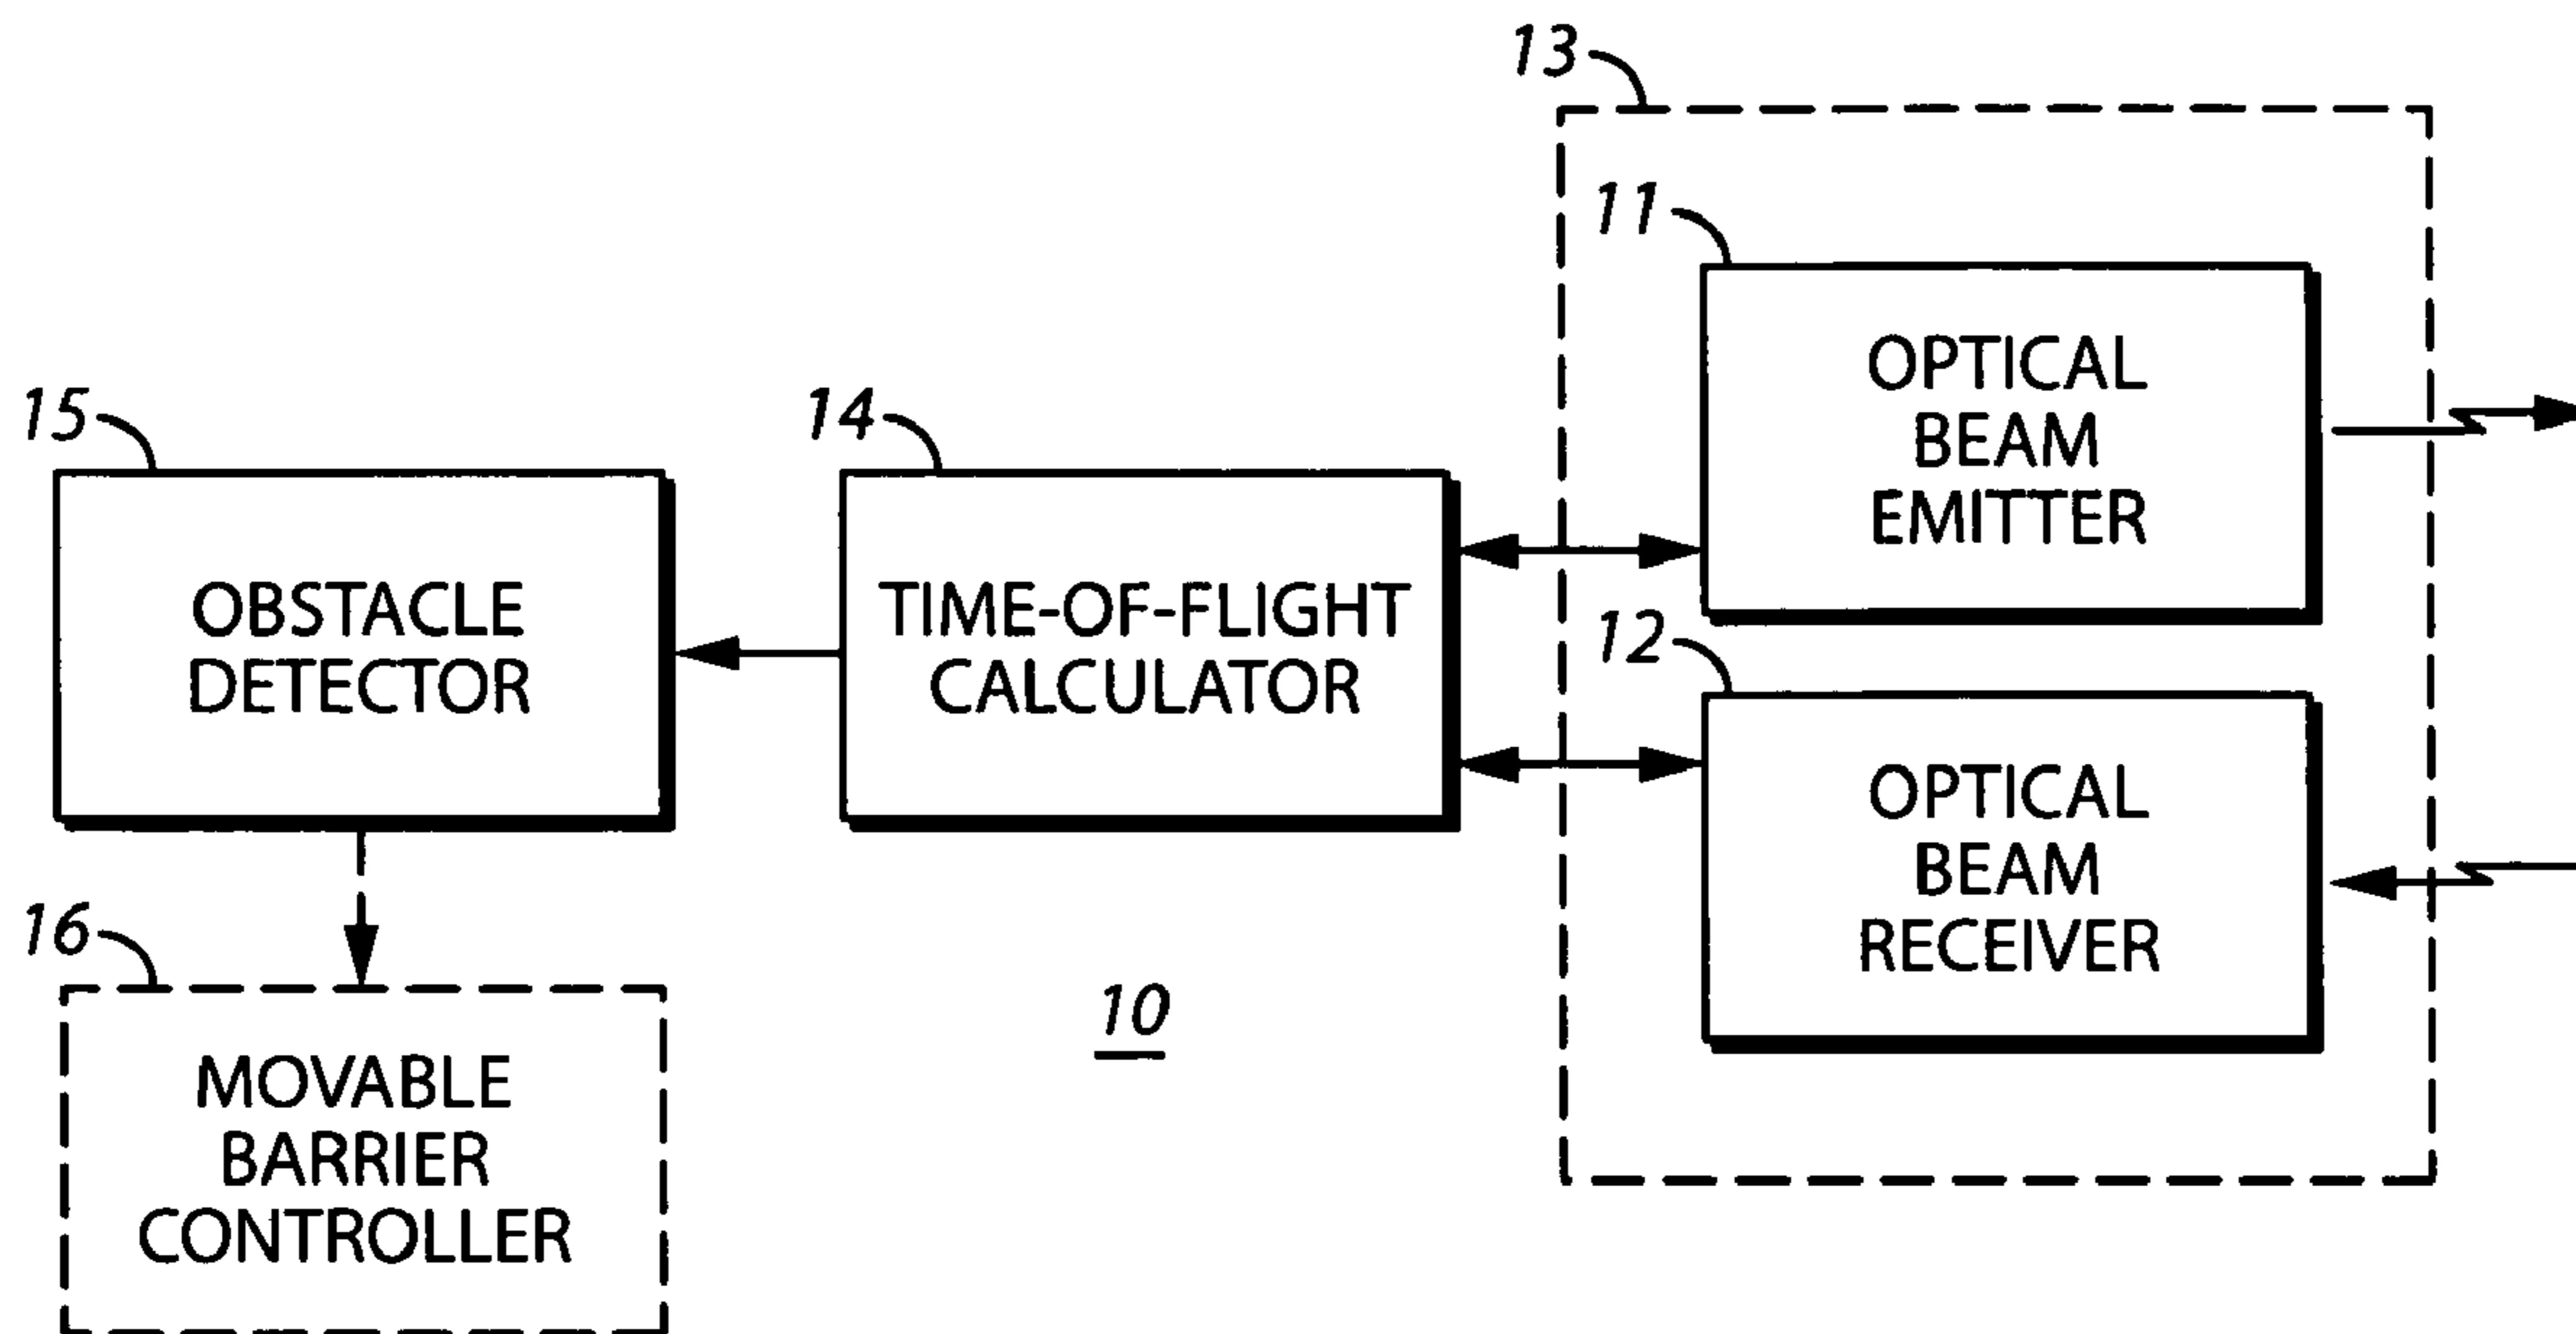 13
11
OPTICAL
BEAM
EMITTER
15
14
OBSTACLE
DETECTOR
TIME-OF-FLIGHT
CALCULATOR
12
OPTICAL
BEAM
RECEIVER
16
10
MOVABLE
BARRIER
CONTROLLER